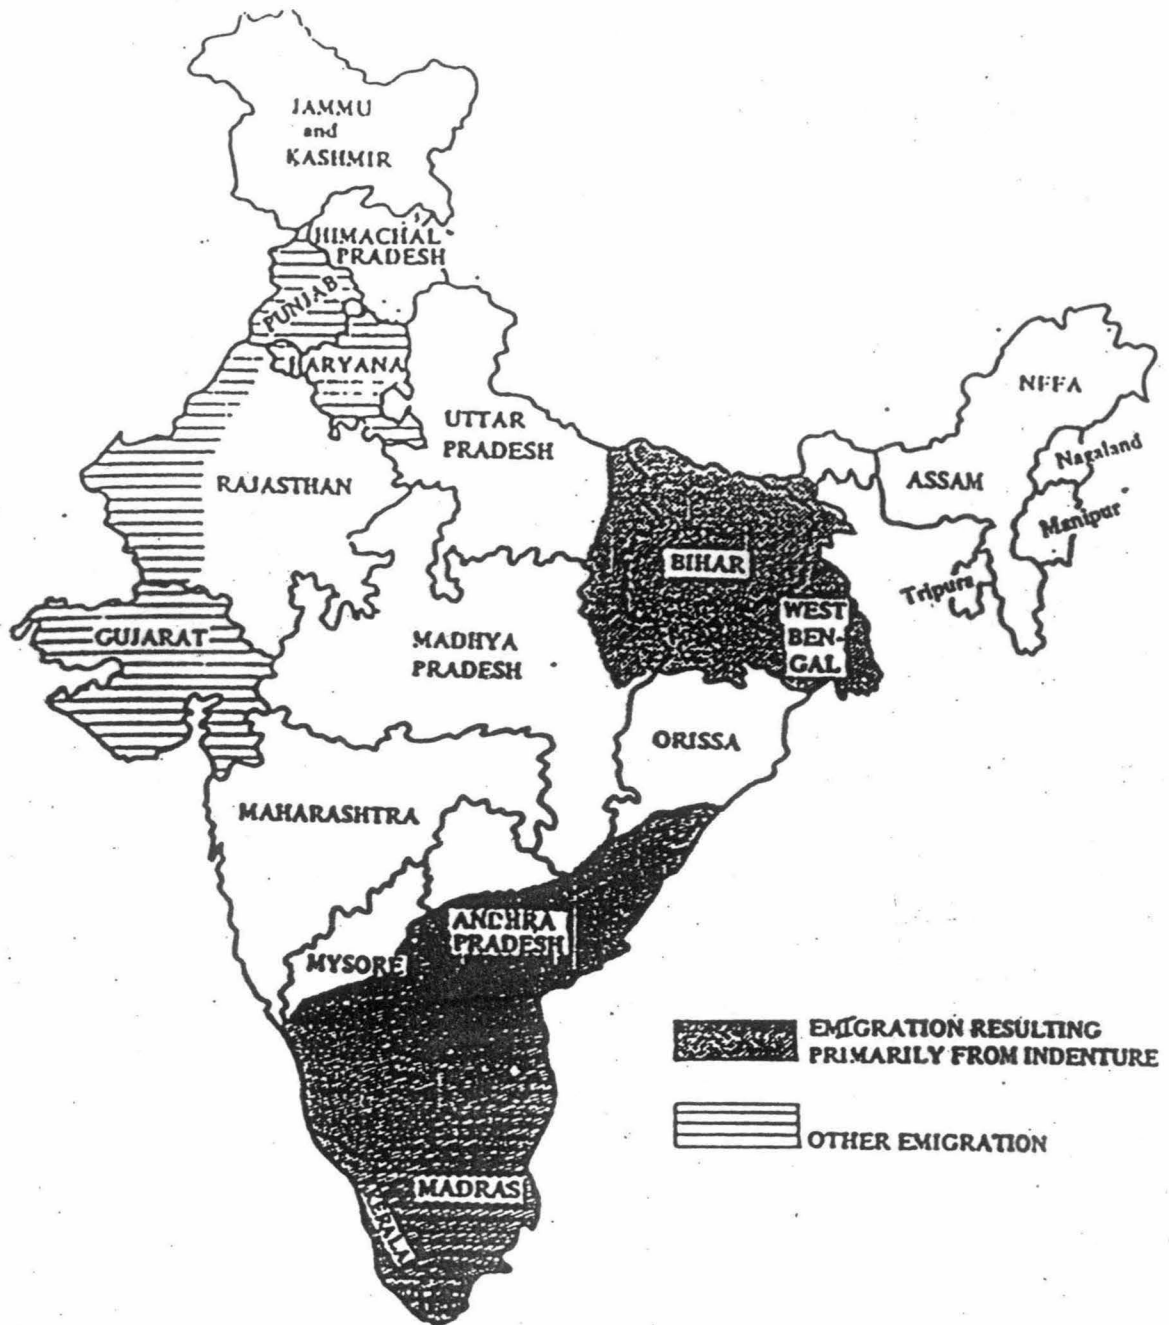 JAMMU
and
KASHMIR
HIMACHAL
PRADESH
PUNJAB
HARYANA
UTTAR
PRADESH
RAJASTHAN
NEFA
Nagaland
ASSAM
Manipur
Tripura
BIHAR
WEST
BEN-
GAL
GUJARAT
MADHYA
PRADESH
ORISSA
MAHARASHTRA
ANDHRA
PRADESH
MYSORE
EMIGRATION RESULTING
PRIMARILY FROM INDENTURE
OTHER EMIGRATION
MADRAS
KERALA